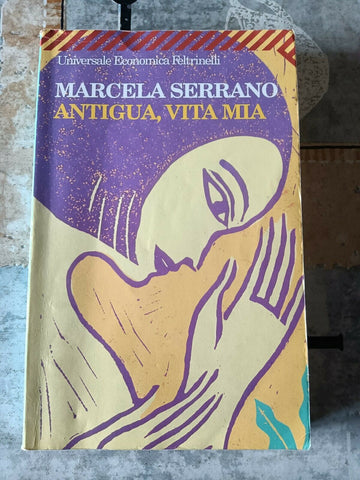 Universale Economica Feltrinelli
MARCELA SERRANO
ANTIGUA, VITA MIA